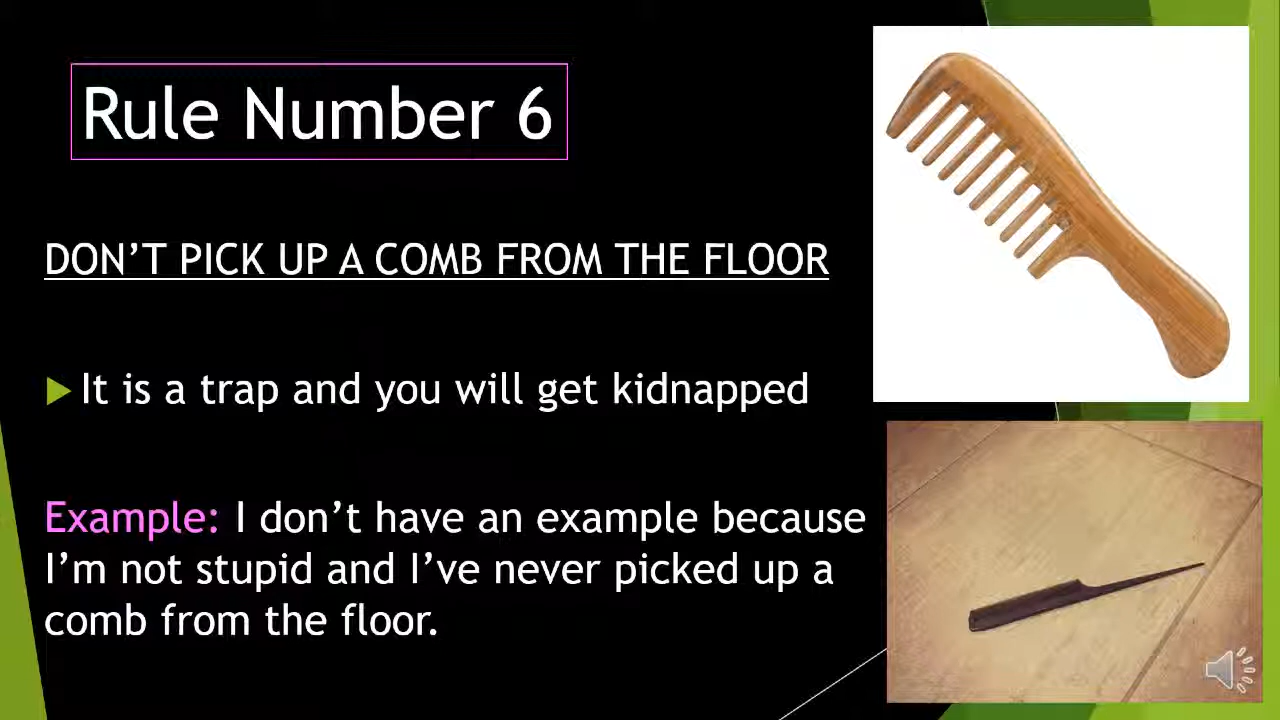 Rule Number 6
DON’T PICK UP A COMB FROM THE FLOOR
It is a trap and you will get kidnapped
Example: I don’t have an example because
I’m not stupid and I’ve never picked up a
comb from the floor.